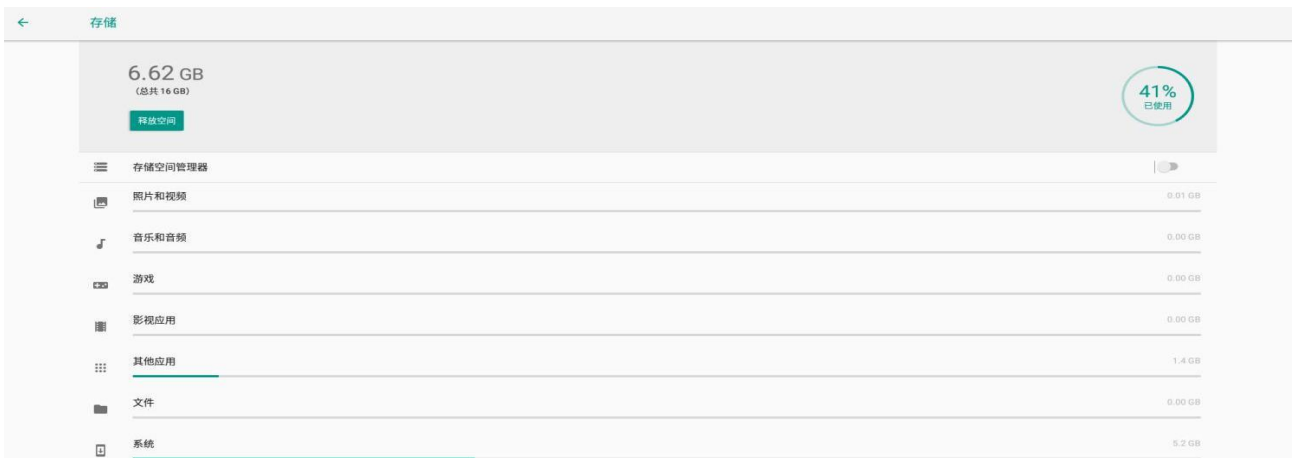 存储
6.62 GB
(总共 16 GB)
41%
已使用
释放空间
存储空间管理器
照片和视频
0.01 GB
音乐和音频
0.00 GB
游戏
0.00 GB
影视应用
0.00 GB
其他应用
1.4 GB
文件
0.00 GB
系统
5.2 GB